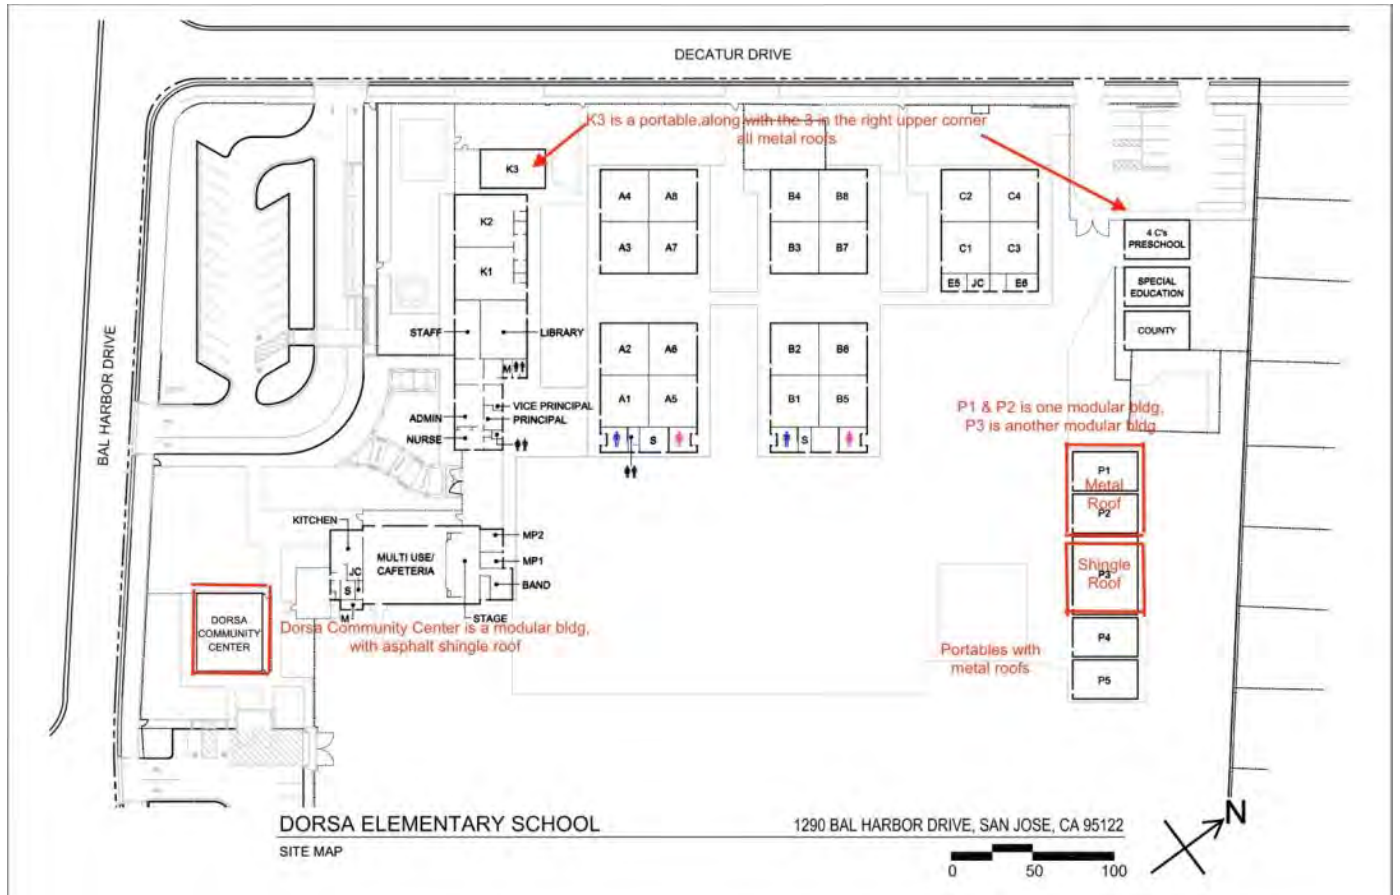 DECATUR DRIVE
K3 is a portable,along with the 3 in the right upper corner
all metal roofs
K3
A4
A8
B4
B8
C2
C4
K2
4 C's
PRESCHOOL
A3
A7
B3
B7
C1
C3
K1
E5
JC
E6
SPECIAL
EDUCATION
COUNTY
STAFF
LIBRARY
BAL HARBOR DRIVE
A2
A6
B2
B6
M
A1
A5
B1
B5
VICE PRINCIPAL
ADMIN
PRINCIPAL
NURSE
S
S
P1 & P2 is one modular bldg,
P3 is another modular bldg
P1
Metal
Roof
P2
KITCHEN
MP2
MULTI USE/
CAFETERIA
MP1
JC
BAND
S
M
STAGE
Shingle
P3
Roof
DORSA
COMMUNITY
CENTER
Dorsa Community Center is a modular bldg,
with asphalt shingle roof
Portables with
metal roofs
P4
P5
DORSA ELEMENTARY SCHOOL
1290 BAL HARBOR DRIVE, SAN JOSE, CA 95122
SITE MAP
N
0 50 100